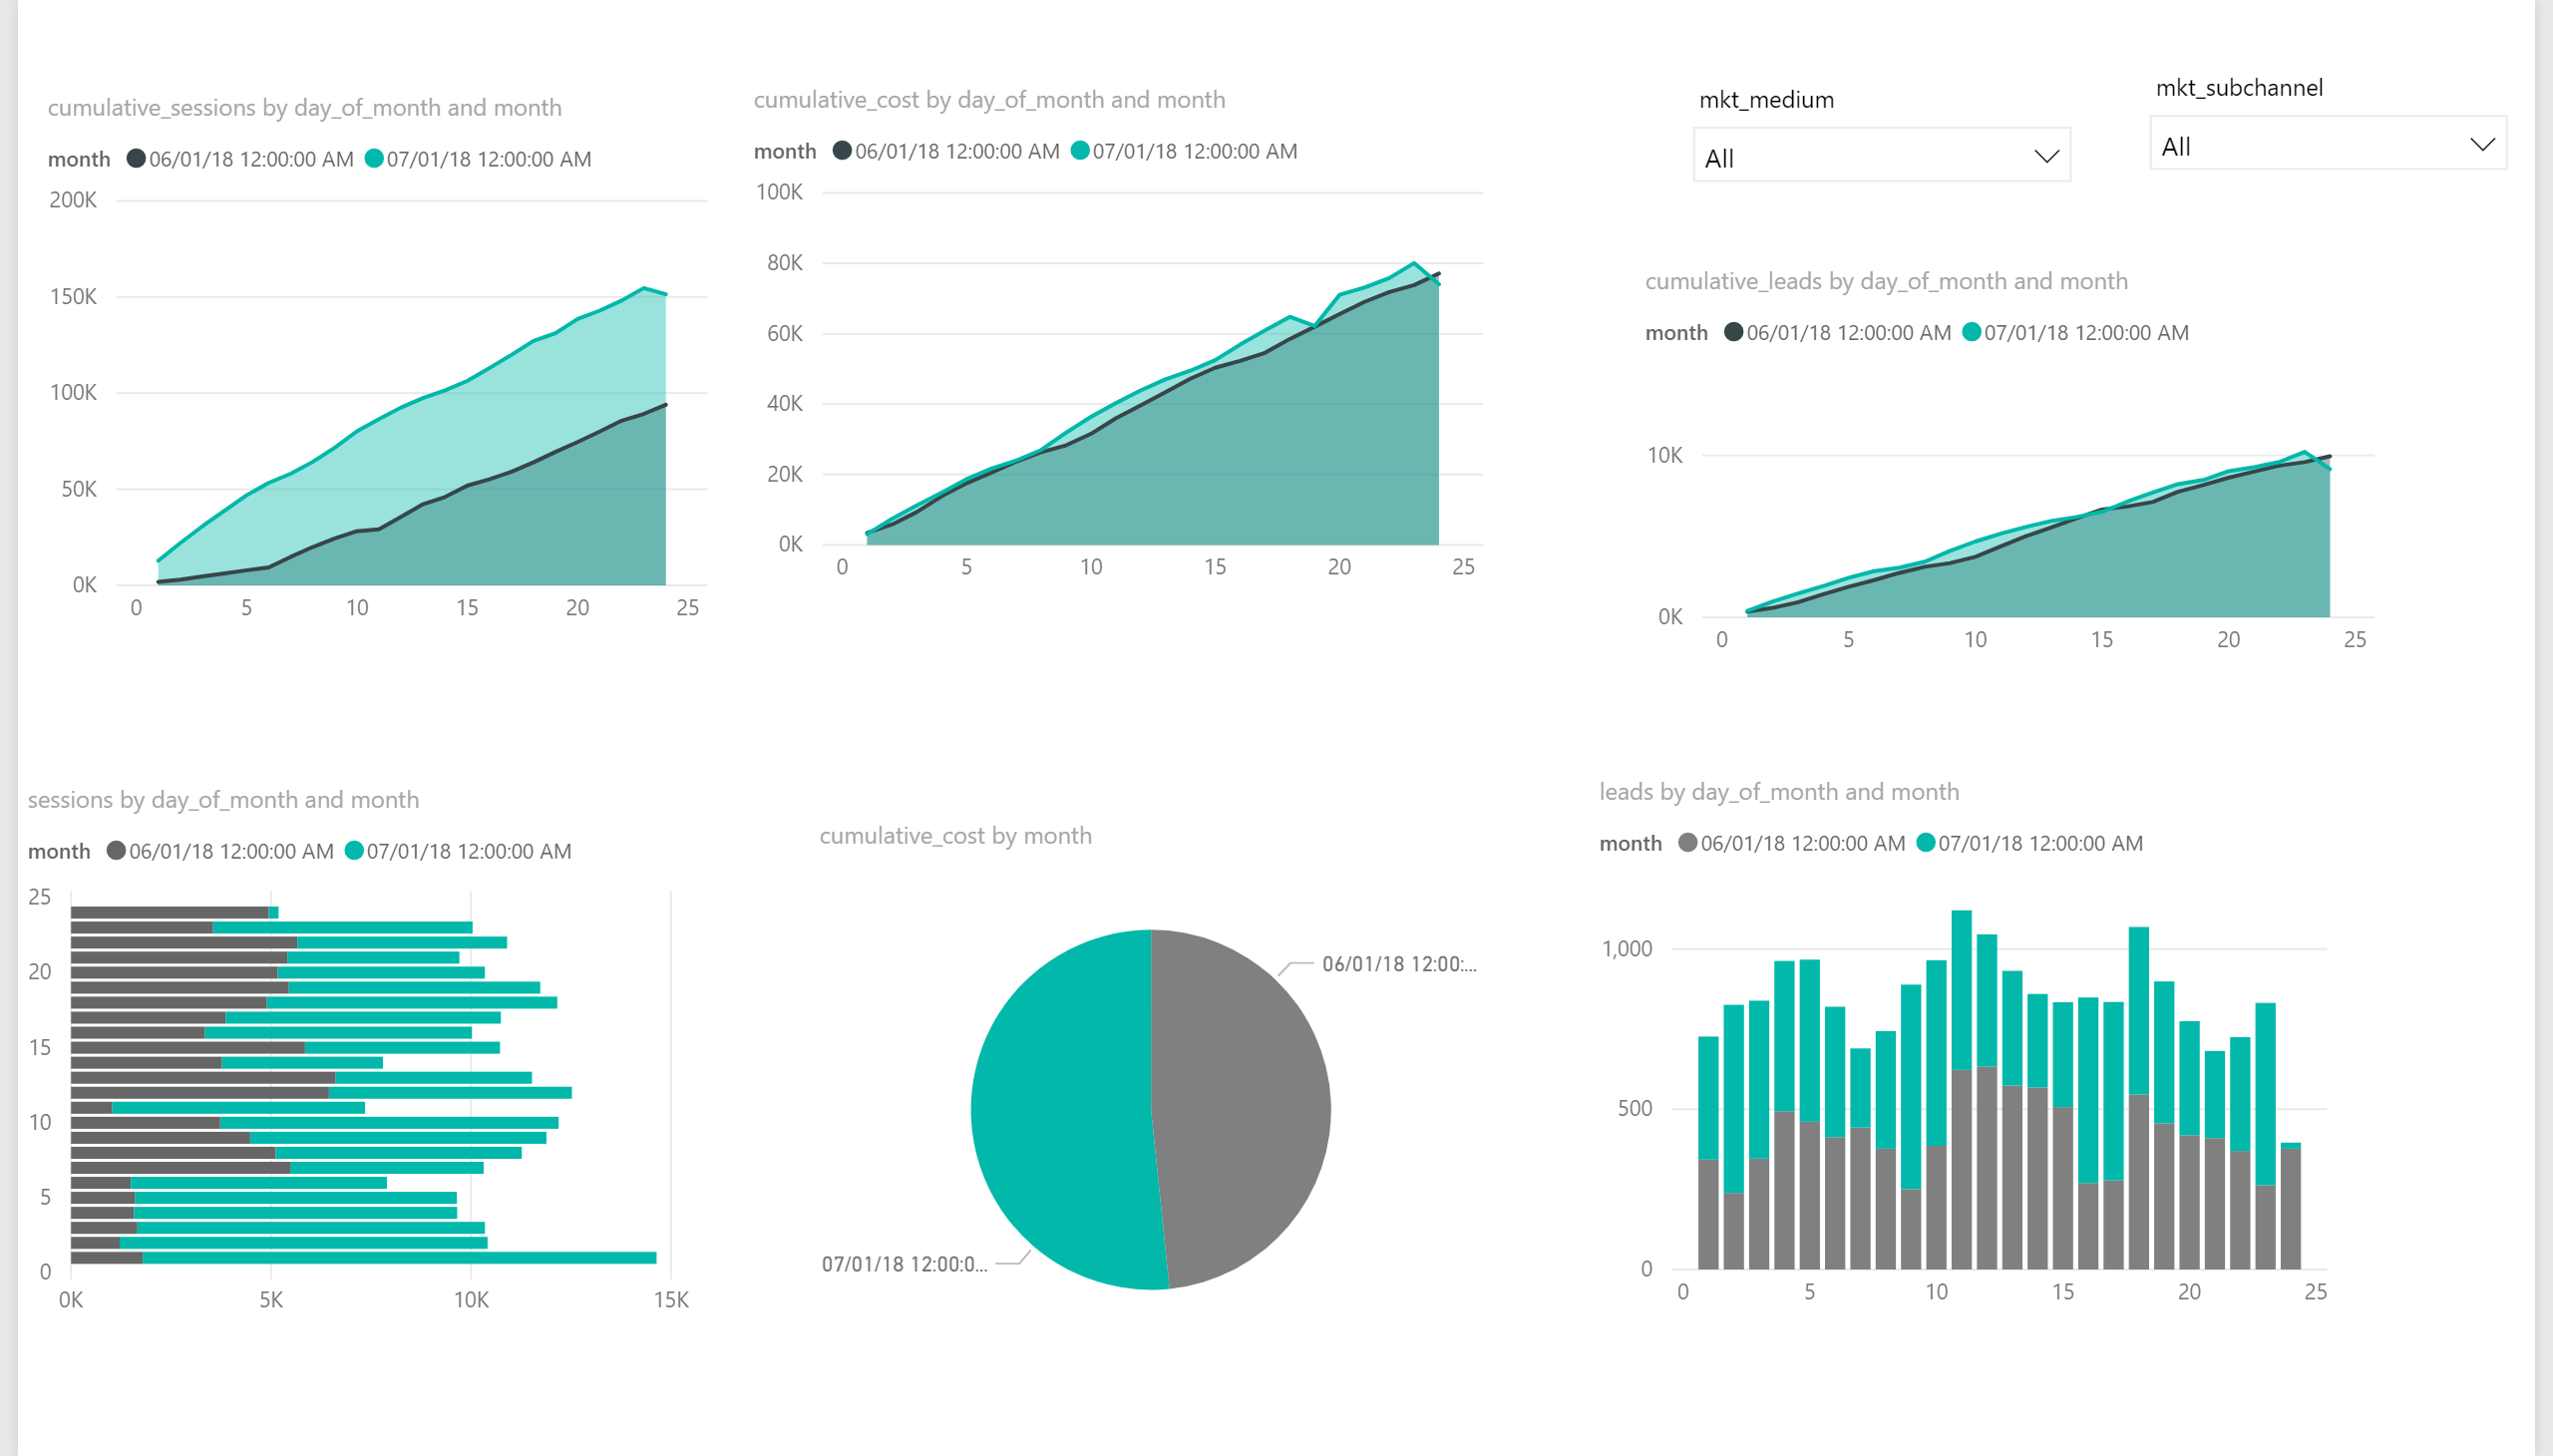 cumulative_sessions by day_of_month and month
month 06/01/18 12:00:00 AM 07/01/18 12:00:00 AM
200K
150K
100K
50K
0K
0 5 10 15 20 25
cumulative_cost by day_of_month and month
month 06/01/18 12:00:00 AM 07/01/18 12:00:00 AM
100K
80K
60K
40K
20K
0K
0 5 10 15 20 25
mkt_medium
All
mkt_subchannel
All
cumulative_leads by day_of_month and month
month 06/01/18 12:00:00 AM 07/01/18 12:00:00 AM
10K
0K
0 5 10 15 20 25
sessions by day_of_month and month
month 06/01/18 12:00:00 AM 07/01/18 12:00:00 AM
25
20
15
10
5
0
0K 5K 10K 15K
cumulative_cost by month
06/01/18 12:00:...
07/01/18 12:00:0...
leads by day_of_month and month
month 06/01/18 12:00:00 AM 07/01/18 12:00:00 AM
1,000
500
0
0 5 10 15 20 25